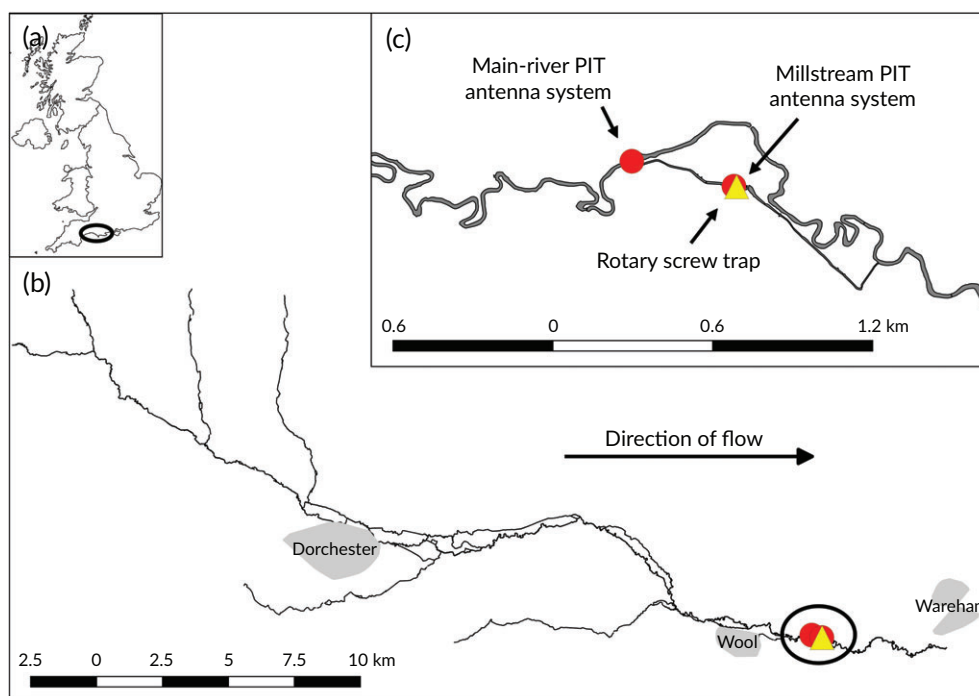 (a)
(c)
Main-river PIT
antenna system
Millstream PIT
antenna system
Rotary screw trap
0.6 0 0.6 1.2 km
(b)
Direction of flow
Dorchester
Wool
Wareham
2.5 0 2.5 5 7.5 10 km